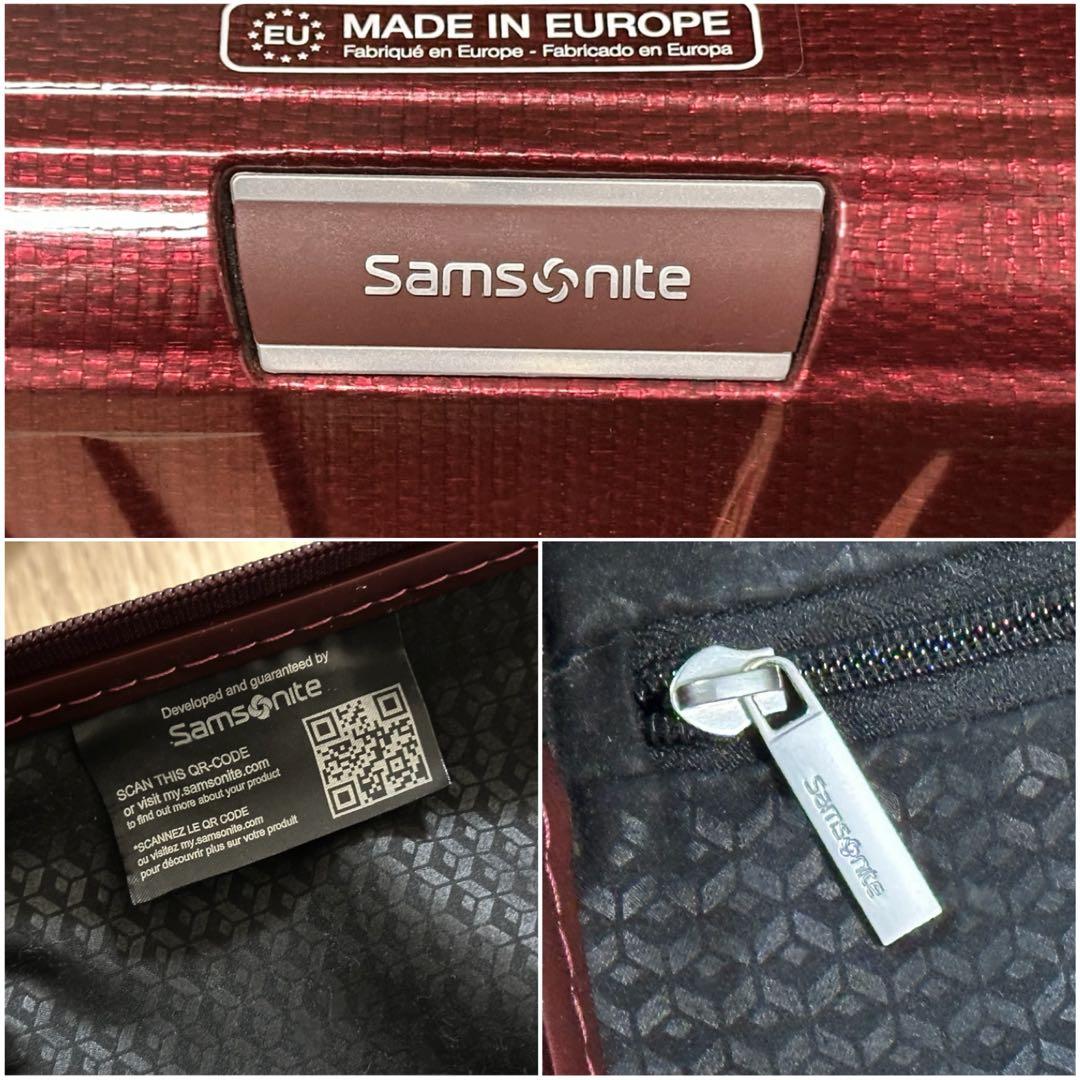 EU MADE IN EUROPE
Fabriqué en Europe - Fabricado en Europa
Samsonite
Developed and guaranteed by
Samsonite
SCAN THIS QR-CODE
or visit my.samsonite.com
to find out more about your product
*SCANNEZ LE QR CODE
ou visitez my.samsonite.com
pour découvrir plus sur votre produit
Samsonite